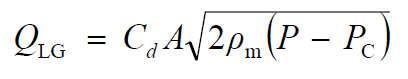 Q_LG = C_d A√(2ρ_m(P − P_C))